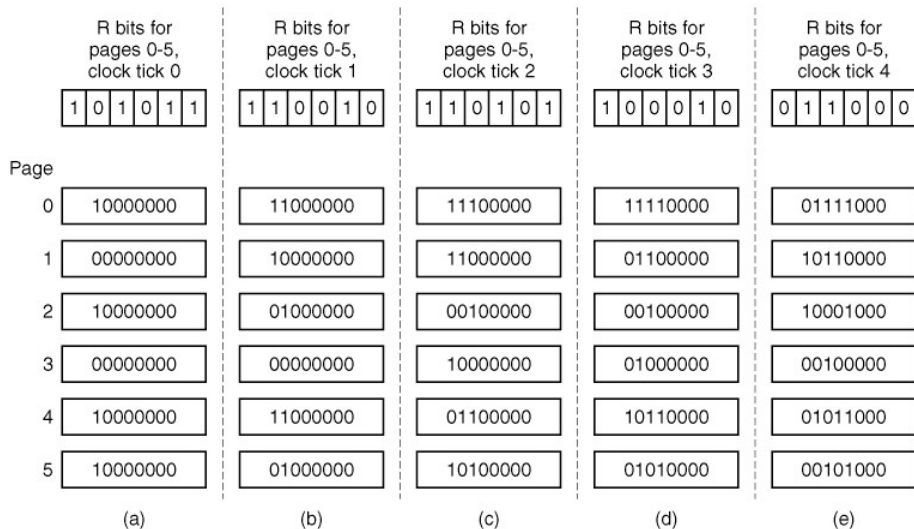 R bits for pages 0-5, clock tick 0
R bits for pages 0-5, clock tick 1
R bits for pages 0-5, clock tick 2
R bits for pages 0-5, clock tick 3
R bits for pages 0-5, clock tick 4
1 0 1 0 1 1 1 1 0 0 1 0 1 1 0 1 0 1 1 0 0 0 1 0 0 1 1 0 0 0
Page
0 10000000 11000000 11100000 11110000 01111000
1 00000000 10000000 11000000 01100000 10110000
2 10000000 01000000 00100000 00100000 10001000
3 00000000 00000000 10000000 01000000 00100000
4 10000000 11000000 01100000 10110000 01011000
5 10000000 01000000 10100000 01010000 00101000
(a) (b) (c) (d) (e)